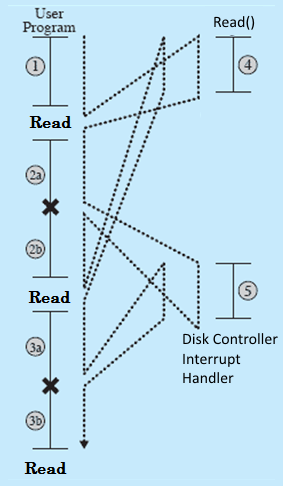 User
Program
Read()
1
4
Read
2a
2b
5
Read
3a
Disk Controller
Interrupt
Handler
3b
Read